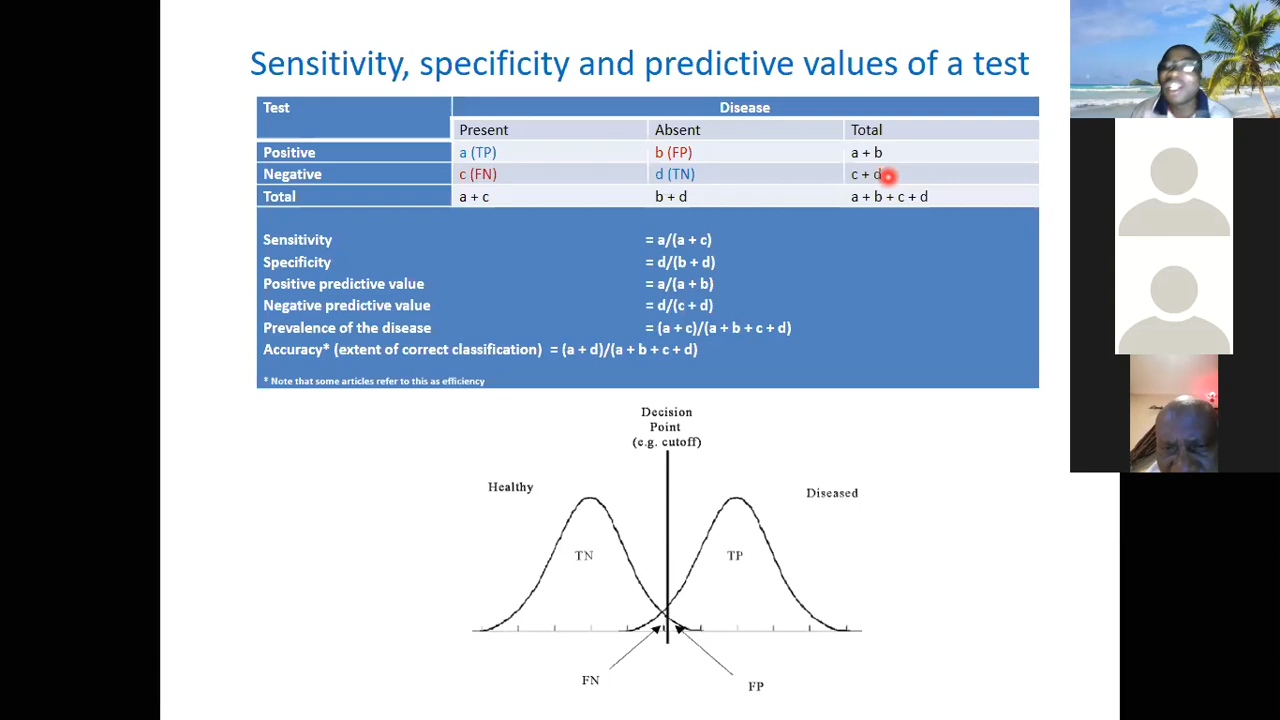 Sensitivity, specificity and predictive values of a test
Test Disease
Present Absent Total
Positive a (TP) b (FP) a + b
Negative c (FN) d (TN) c + d
Total a + c b + d a + b + c + d
Sensitivity = a/(a + c)
Specificity = d/(b + d)
Positive predictive value = a/(a + b)
Negative predictive value = d/(c + d)
Prevalence of the disease = (a + c)/(a + b + c + d)
Accuracy* (extent of correct classification) = (a + d)/(a + b + c + d)
* Note that some articles refer to this as efficiency
Decision
Point
(e.g. cutoff)
Healthy Diseased
TN TP
FN FP